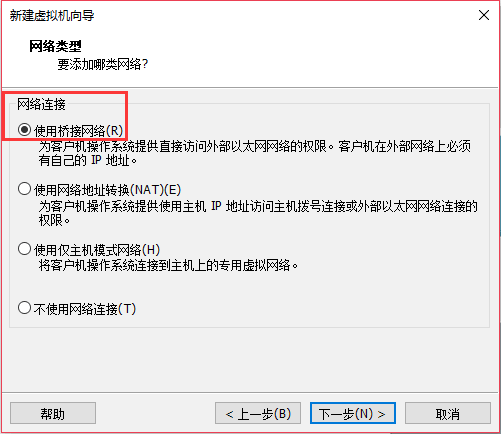 新建虚拟机向导
网络类型
要添加哪类网络?
网络连接
使用桥接网络(R)
为客户机操作系统提供直接访问外部以太网网络的权限。客户机在外部网络上必须
有自己的 IP 地址。
使用网络地址转换(NAT)(E)
为客户机操作系统提供使用主机 IP 地址访问主机拨号连接或外部以太网网络连接的
权限。
使用仅主机模式网络(H)
将客户机操作系统连接到主机上的专用虚拟网络。
不使用网络连接(T)
帮助
< 上一步(B)
下一步(N) >
取消